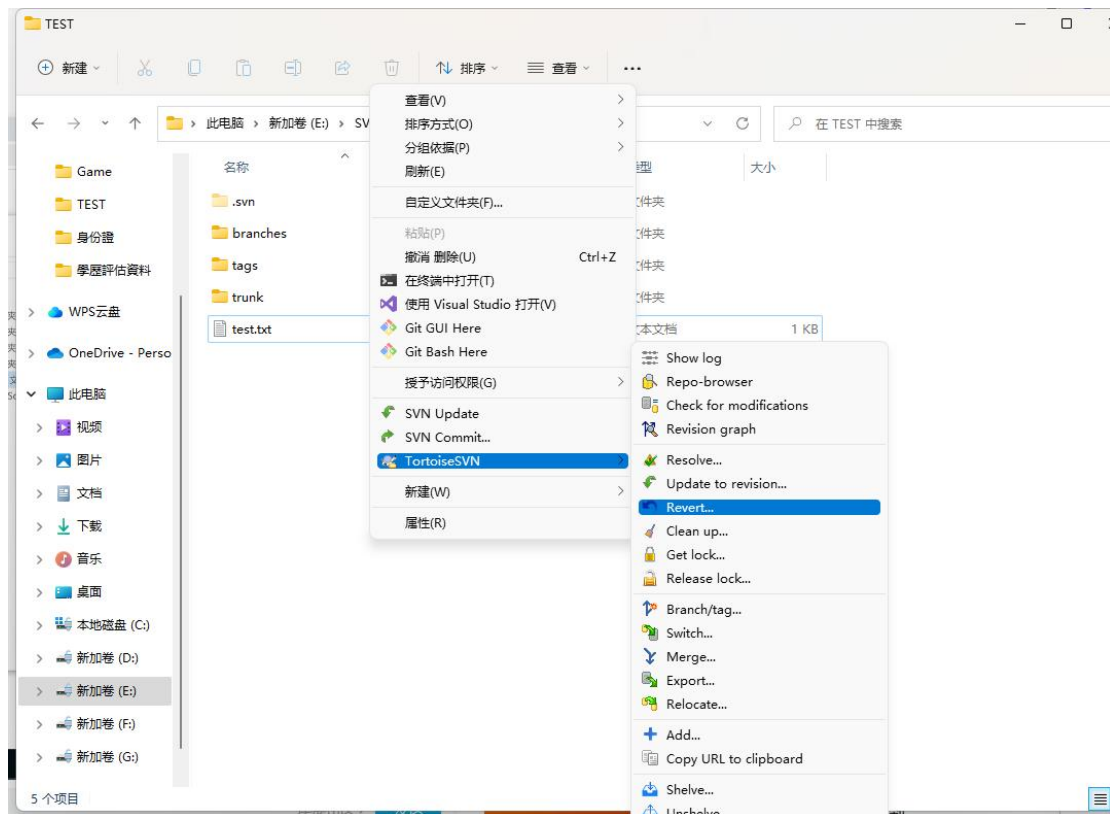 TEST
新建
排序
查看
此电脑 > 新加卷 (E:) > SV
在 TEST 中搜索
Game
TEST
身份證
學歷評估資料
WPS云盘
OneDrive - Perso
此电脑
视频
图片
文档
下载
音乐
桌面
本地磁盘 (C:)
新加卷 (D:)
新加卷 (E:)
新加卷 (F:)
新加卷 (G:)
5 个项目
名称
大小
.svn
branches
tags
trunk
test.txt
文本文档
1 KB
查看(V)
排序方式(O)
分组依据(P)
刷新(E)
自定义文件夹(F)...
粘贴(P)
撤消 删除(U) Ctrl+Z
在终端中打开(T)
使用 Visual Studio 打开(V)
Git GUI Here
Git Bash Here
授予访问权限(G)
SVN Update
SVN Commit...
TortoiseSVN
新建(W)
属性(R)
Show log
Repo-browser
Check for modifications
Revision graph
Resolve...
Update to revision...
Revert...
Clean up...
Get lock...
Release lock...
Branch/tag...
Switch...
Merge...
Export...
Relocate...
Add...
Copy URL to clipboard
Shelve...
Unshelve